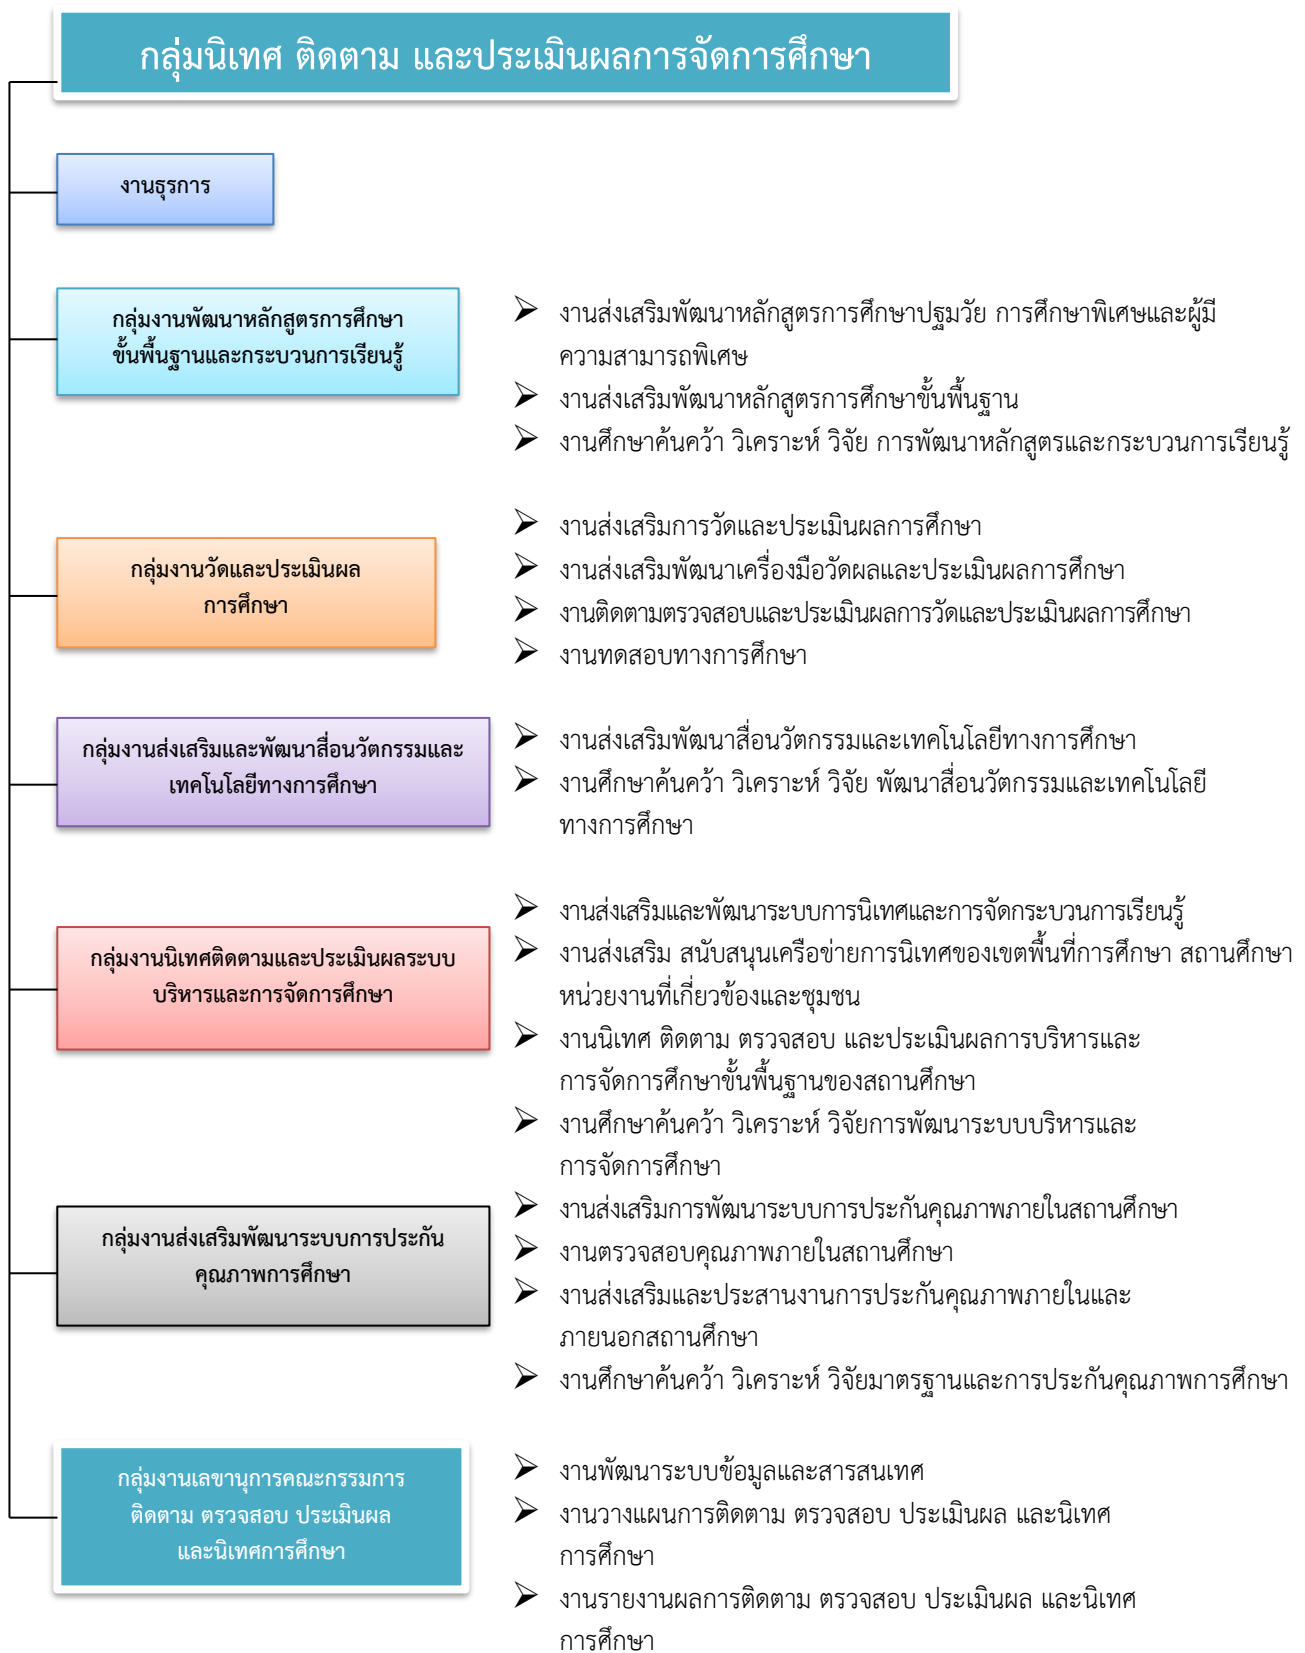 กลุ่มนิเทศ ติดตาม และประเมินผลการจัดการศึกษา
งานธุรการ
กลุ่มงานพัฒนาหลักสูตรการศึกษา
ขั้นพื้นฐานและกระบวนการเรียนรู้
➢ งานส่งเสริมพัฒนาหลักสูตรการศึกษาปฐมวัย การศึกษาพิเศษและผู้มี
ความสามารถพิเศษ
➢ งานส่งเสริมพัฒนาหลักสูตรการศึกษาขั้นพื้นฐาน
➢ งานศึกษาค้นคว้า วิเคราะห์ วิจัย การพัฒนาหลักสูตรและกระบวนการเรียนรู้
กลุ่มงานวัดและประเมินผล
การศึกษา
➢ งานส่งเสริมการวัดและประเมินผลการศึกษา
➢ งานส่งเสริมพัฒนาเครื่องมือวัดผลและประเมินผลการศึกษา
➢ งานติดตามตรวจสอบและประเมินผลการวัดและประเมินผลการศึกษา
➢ งานทดสอบทางการศึกษา
กลุ่มงานส่งเสริมและพัฒนาสื่อนวัตกรรมและ
เทคโนโลยีทางการศึกษา
➢ งานส่งเสริมพัฒนาสื่อนวัตกรรมและเทคโนโลยีทางการศึกษา
➢ งานศึกษาค้นคว้า วิเคราะห์ วิจัย พัฒนาสื่อนวัตกรรมและเทคโนโลยี
ทางการศึกษา
กลุ่มงานนิเทศติดตามและประเมินผลระบบ
บริหารและการจัดการศึกษา
➢ งานส่งเสริมและพัฒนาระบบการนิเทศและการจัดกระบวนการเรียนรู้
➢ งานส่งเสริม สนับสนุนเครือข่ายการนิเทศของเขตพื้นที่การศึกษา สถานศึกษา
หน่วยงานที่เกี่ยวข้องและชุมชน
➢ งานนิเทศ ติดตาม ตรวจสอบ และประเมินผลการบริหารและ
การจัดการศึกษาขั้นพื้นฐานของสถานศึกษา
➢ งานศึกษาค้นคว้า วิเคราะห์ วิจัยการพัฒนาระบบบริหารและ
การจัดการศึกษา
กลุ่มงานส่งเสริมพัฒนาระบบการประกัน
คุณภาพการศึกษา
➢ งานส่งเสริมการพัฒนาระบบการประกันคุณภาพภายในสถานศึกษา
➢ งานตรวจสอบคุณภาพภายในสถานศึกษา
➢ งานส่งเสริมและประสานงานการประกันคุณภาพภายในและ
ภายนอกสถานศึกษา
➢ งานศึกษาค้นคว้า วิเคราะห์ วิจัยมาตรฐานและการประกันคุณภาพการศึกษา
กลุ่มงานเลขานุการคณะกรรมการ
ติดตาม ตรวจสอบ ประเมินผล
และนิเทศการศึกษา
➢ งานพัฒนาระบบข้อมูลและสารสนเทศ
➢ งานวางแผนการติดตาม ตรวจสอบ ประเมินผล และนิเทศ
การศึกษา
➢ งานรายงานผลการติดตาม ตรวจสอบ ประเมินผล และนิเทศ
การศึกษา